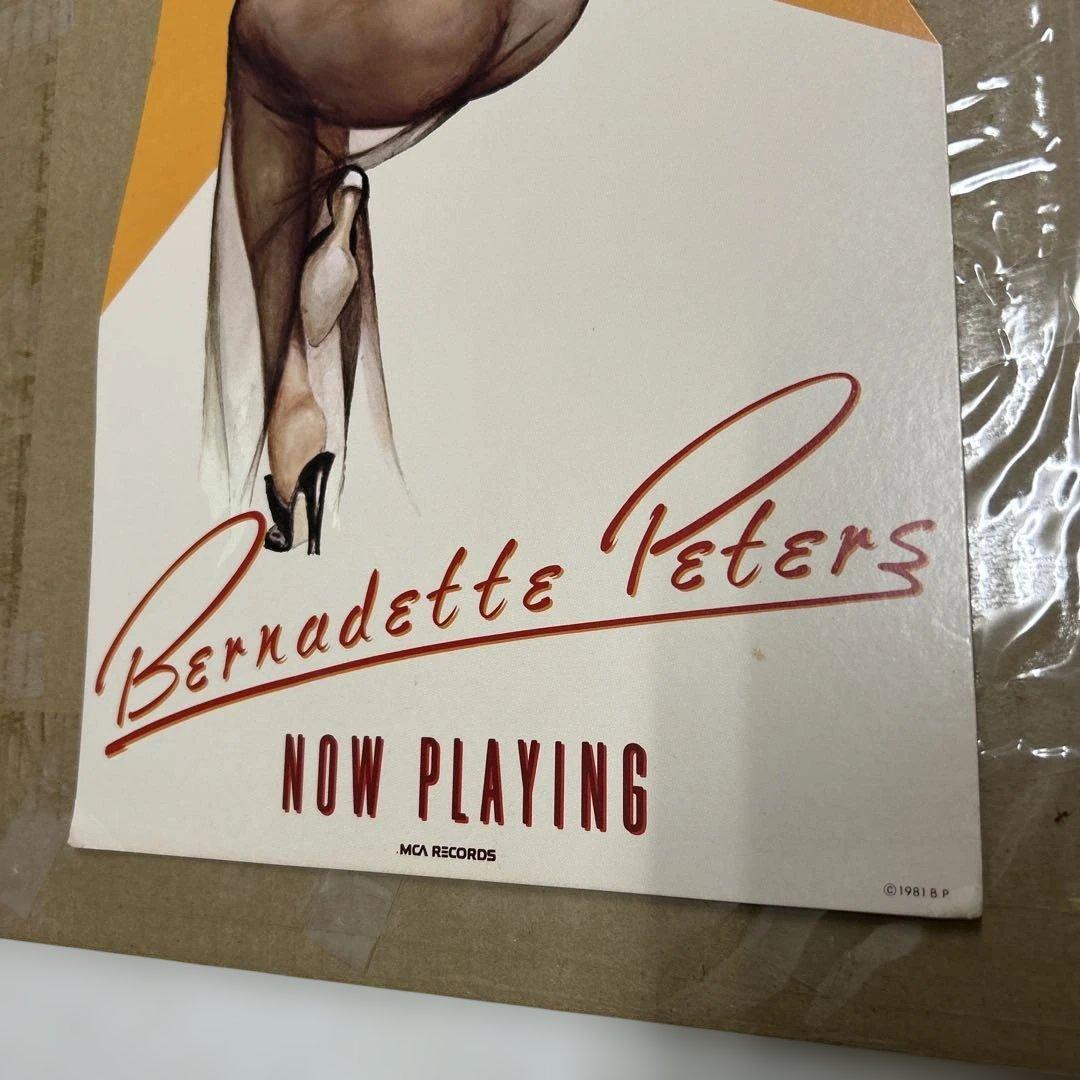 Bernadette Peters
NOW PLAYING
MCA RECORDS
©1981 B P